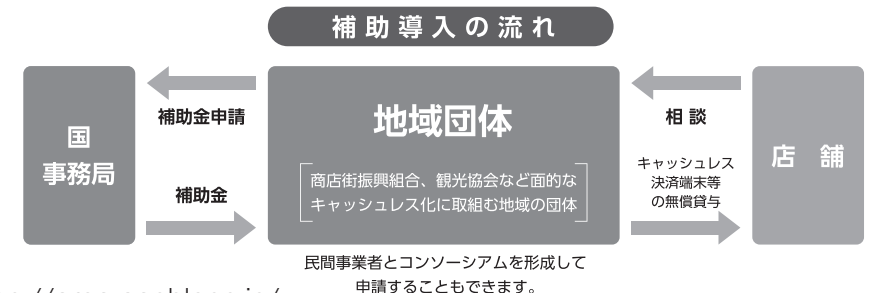 補助導入の流れ
国
事務局
補助金申請
補助金
地域団体
商店街振興組合、観光協会など面的な
キャッシュレス化に取組む地域の団体
相談
キャッシュレス
決済端末等
の無償貸与
店舗
民間事業者とコンソーシアムを形成して
申請することもできます。